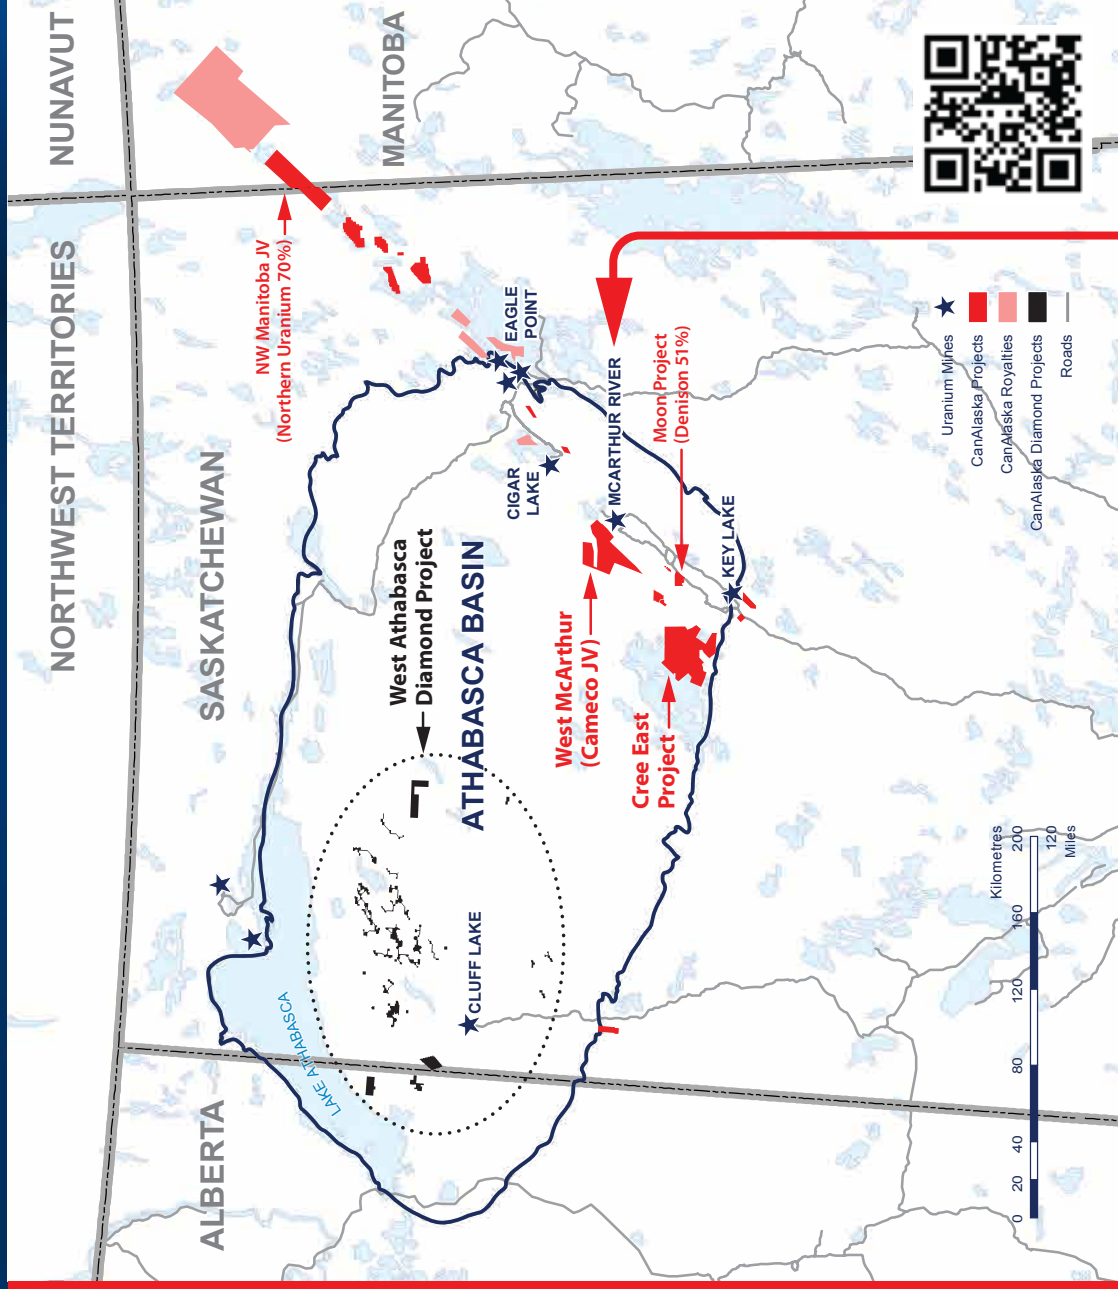 NORTHWEST TERRITORIES
NUNAVUT
ALBERTA
SASKATCHEWAN
MANITOBA
NW Manitoba JV
(Northern Uranium 70%)
LAKE ATHABASCA
West Athabasca
Diamond Project
ATHABASCA BASIN
CLUFF LAKE
CIGAR
LAKE
EAGLE
POINT
West McArthur
(Cameco JV)
MCARTHUR RIVER
Cree East
Project
Moon Project
(Denison 51%)
KEY LAKE
Uranium Mines
CanAlaska Projects
CanAlaska Royalties
CanAlaska Diamond Projects
Roads
Kilometres
0 20 40 80 120 160 200
120
Miles